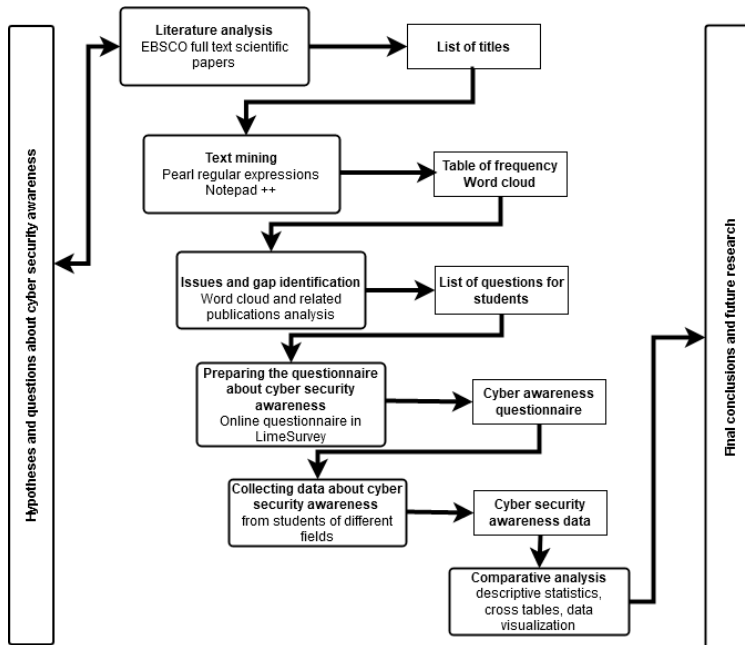 Hypotheses and questions about cyber security awareness
Literature analysis
EBSCO full text scientific
papers
List of titles
Text mining
Pearl regular expressions
Notepad ++
Table of frequency
Word cloud
Issues and gap identification
Word cloud and related
publications analysis
List of questions for
students
Preparing the questionnaire
about cyber security
awareness
Online questionnaire in
LimeSurvey
Cyber awareness
questionnaire
Collecting data about cyber
security awareness
from students of different
fields
Cyber security
awareness data
Comparative analysis
descriptive statistics,
cross tables, data
visualization
Final conclusions and future research